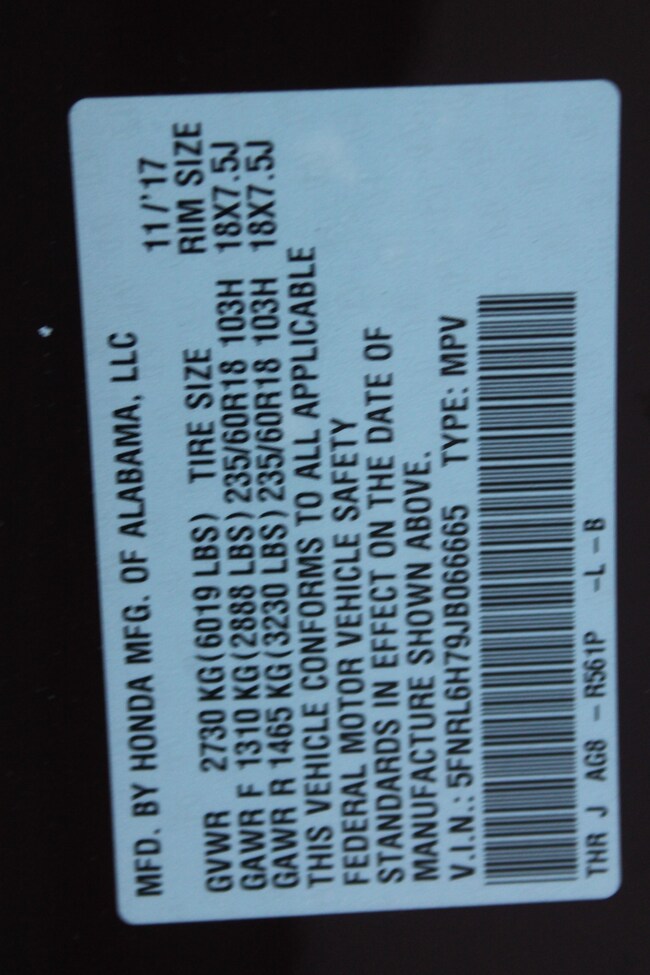 MFD. BY HONDA MFG. OF ALABAMA, LLC 11/'17
GVWR 2730 KG(6019 LBS) TIRE SIZE RIM SIZE
GAWR F 1310 KG(2888 LBS) 235/60R18 103H 18X7.5J
GAWR R 1465 KG(3230 LBS) 235/60R18 103H 18X7.5J
THIS VEHICLE CONFORMS TO ALL APPLICABLE
FEDERAL MOTOR VEHICLE SAFETY
STANDARDS IN EFFECT ON THE DATE OF
MANUFACTURE SHOWN ABOVE.
V.I.N.: 5FNRL6H79JB066665 TYPE: MPV
THR J AG8 - R561P -L - B